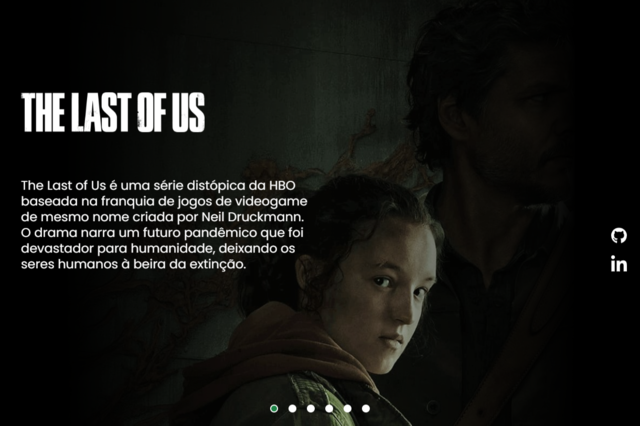 THE LAST OF US
The Last of Us é uma série distópica da HBO
baseada na franquia de jogos de videogame
de mesmo nome criada por Neil Druckmann.
O drama narra um futuro pandêmico que foi
devastador para humanidade, deixando os
seres humanos à beira da extinção.
in